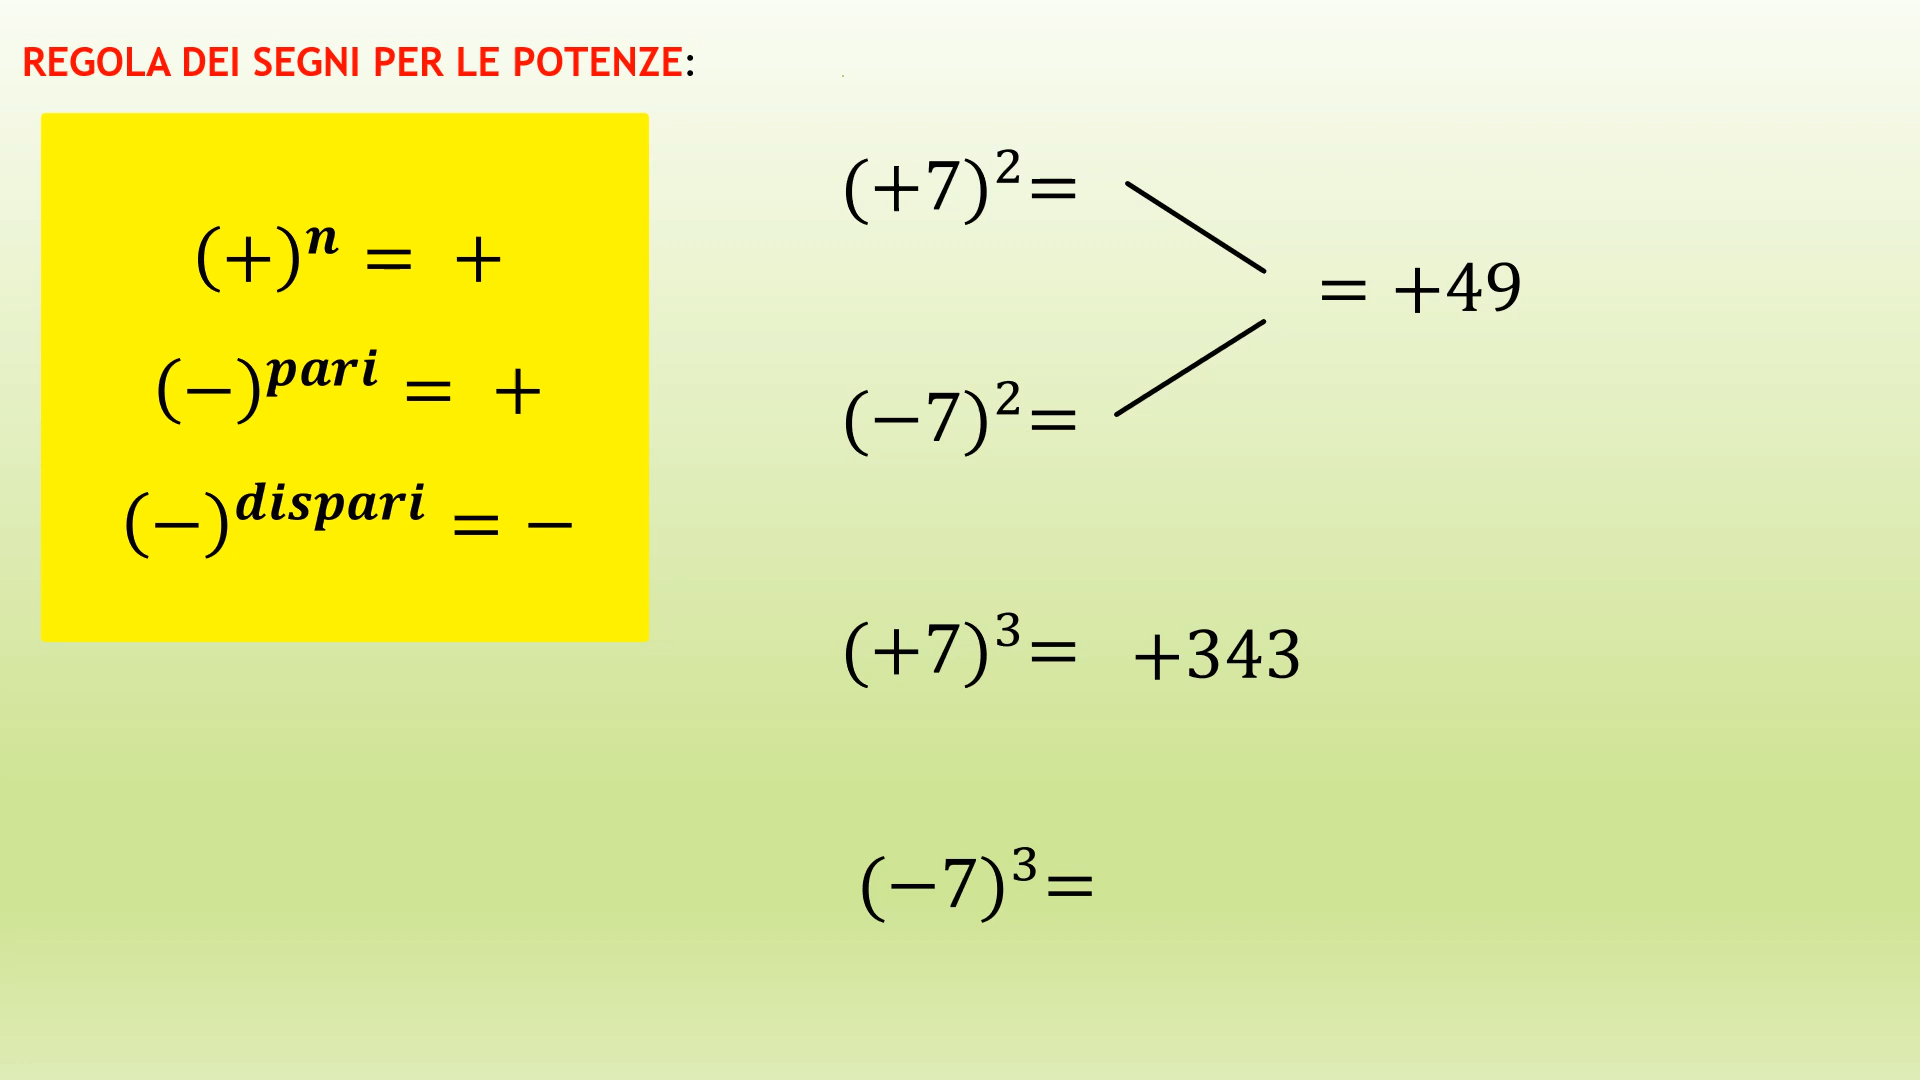 REGOLA DEI SEGNI PER LE POTENZE:
(+)ⁿ = +
(−)^pari = +
(−)^dispari = −
(+7)²=
= +49
(−7)²=
(+7)³= +343
(−7)³=